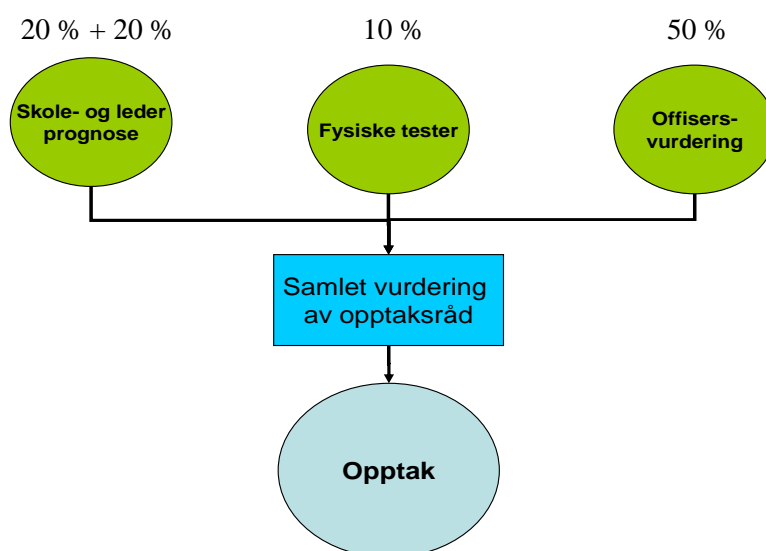 20 % + 20 %
10 %
50 %
Skole- og leder
prognose
Fysiske tester
Offisers-
vurdering
Samlet vurdering
av opptaksråd
Opptak